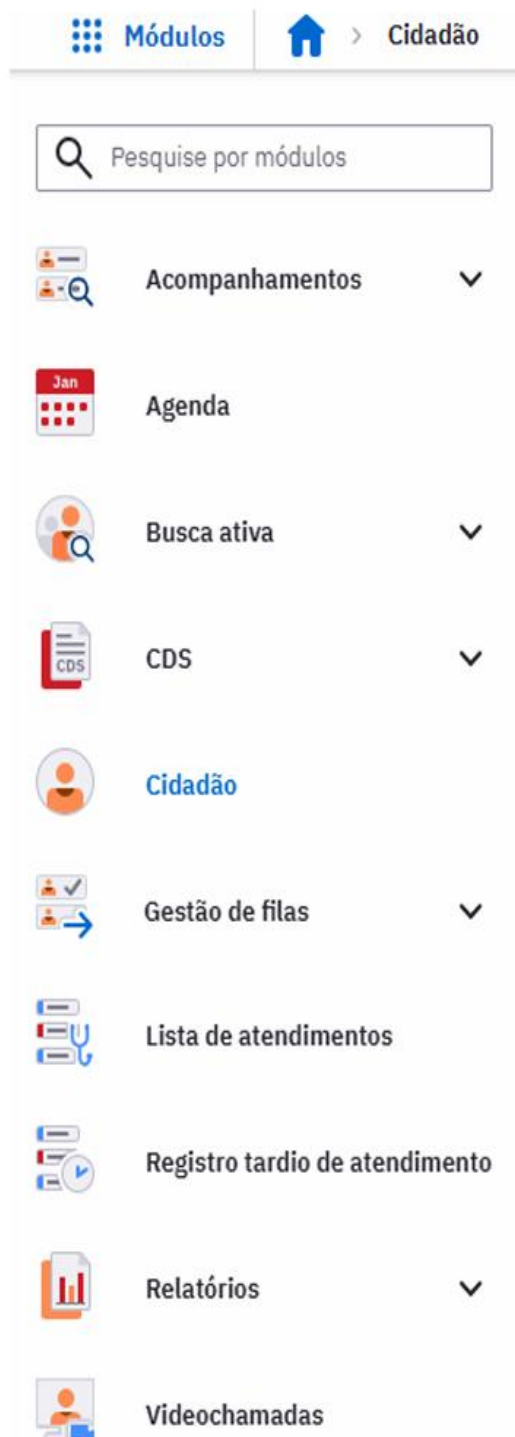 Módulos
Cidadão
Pesquise por módulos
Acompanhamentos
Jan
Agenda
Busca ativa
CDS
CDS
Cidadão
Gestão de filas
Lista de atendimentos
Registro tardio de atendimento
Relatórios
Videochamadas